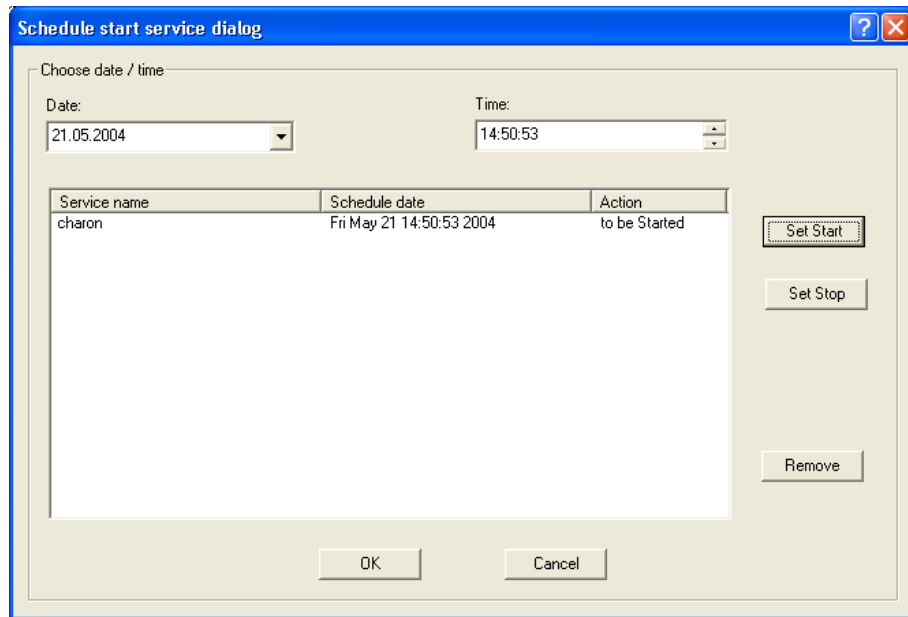 Schedule start service dialog
Choose date / time
Date:
Time:
21.05.2004
14:50:53
Service name Schedule date Action
charon Fri May 21 14:50:53 2004 to be Started
Set Start
Set Stop
Remove
OK Cancel